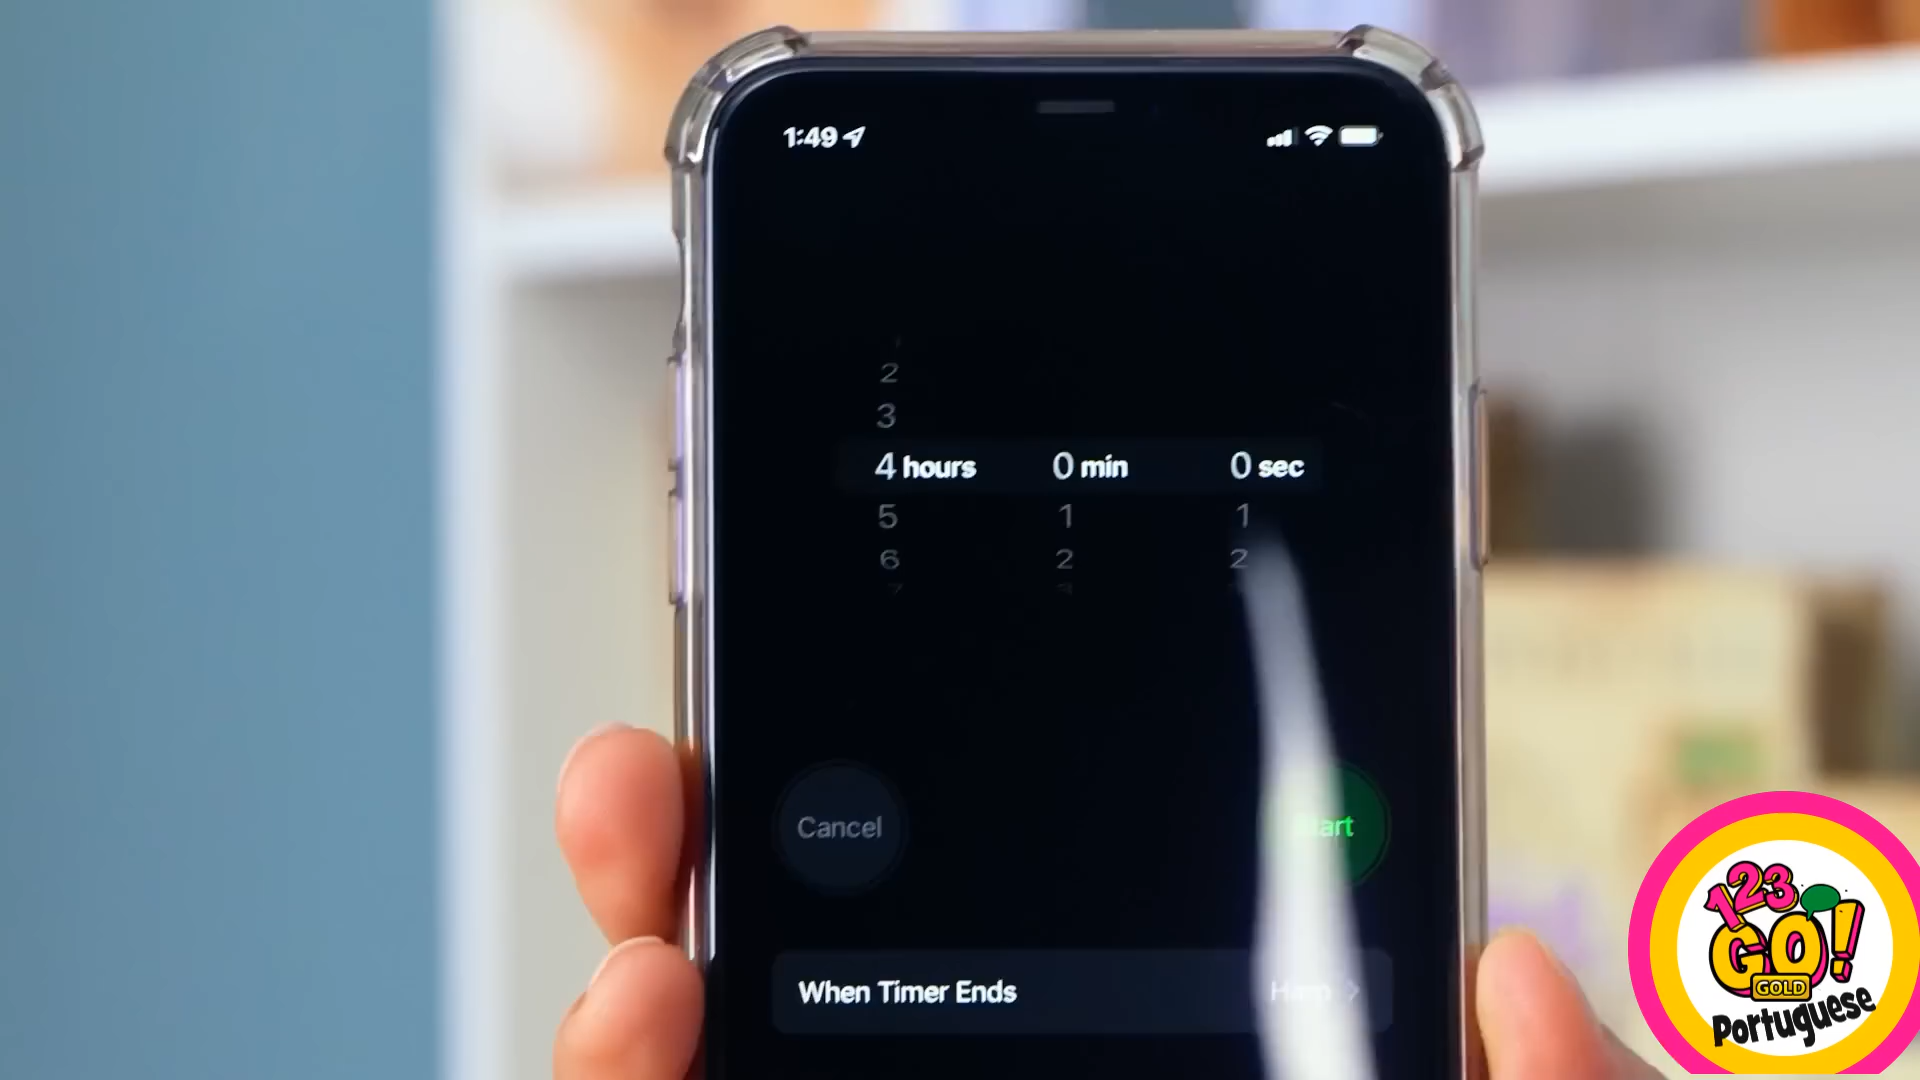 1:49
2
3
4 hours 0 min 0 sec
5 1 1
6 2 2
7
Cancel
When Timer Ends
123
GO!
GOLD
Portuguese